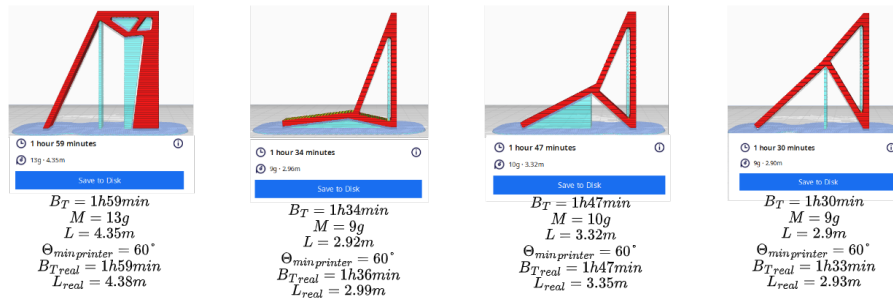 1 hour 59 minutes
13g · 4.35m
Save to Disk
B_T = 1h59min
M = 13g
L = 4.35m
Θ_min printer = 60°
B_T real = 1h59min
L_real = 4.38m
1 hour 34 minutes
9g · 2.96m
Save to Disk
B_T = 1h34min
M = 9g
L = 2.92m
Θ_min printer = 60°
B_T real = 1h36min
L_real = 2.99m
1 hour 47 minutes
10g · 3.32m
Save to Disk
B_T = 1h47min
M = 10g
L = 3.32m
Θ_min printer = 60°
B_T real = 1h47min
L_real = 3.35m
1 hour 30 minutes
9g · 2.90m
Save to Disk
B_T = 1h30min
M = 9g
L = 2.9m
Θ_min printer = 60°
B_T real = 1h33min
L_real = 2.93m